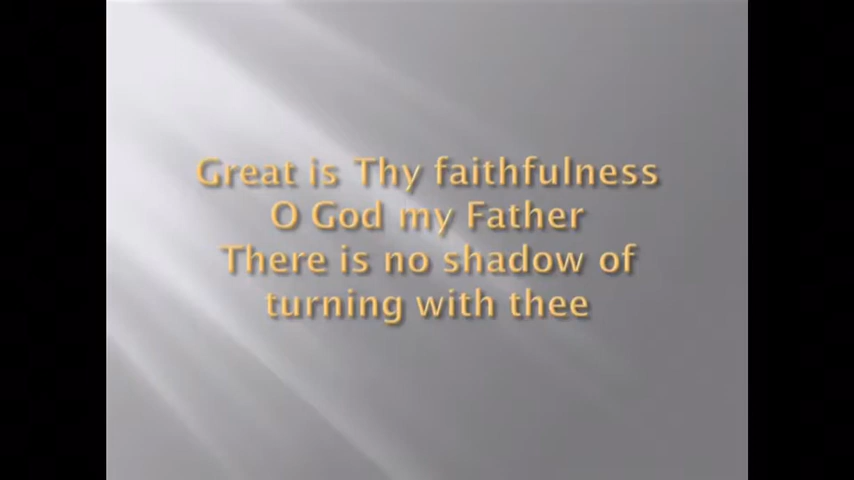 Great is Thy faithfulness
O God my Father
There is no shadow of
turning with thee